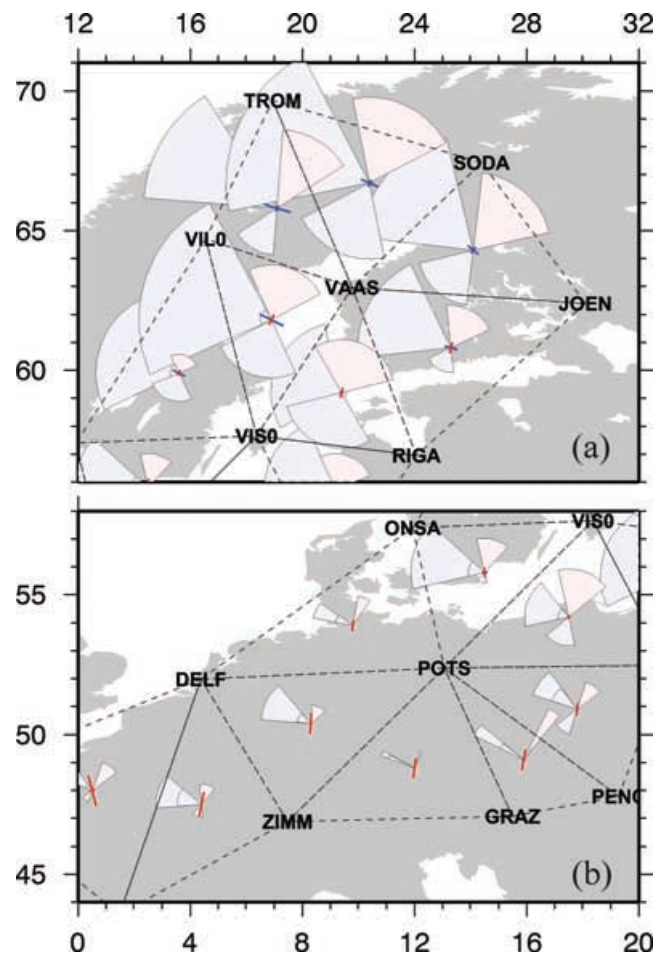 12 16 20 24 28 32
70
TROM
SODA
65
VIL0
VAAS
JOEN
60
VIS0
RIGA
(a)
ONSA
VIS0
55
DELF
POTS
50
ZIMM
GRAZ
PENC
45
(b)
0 4 8 12 16 20